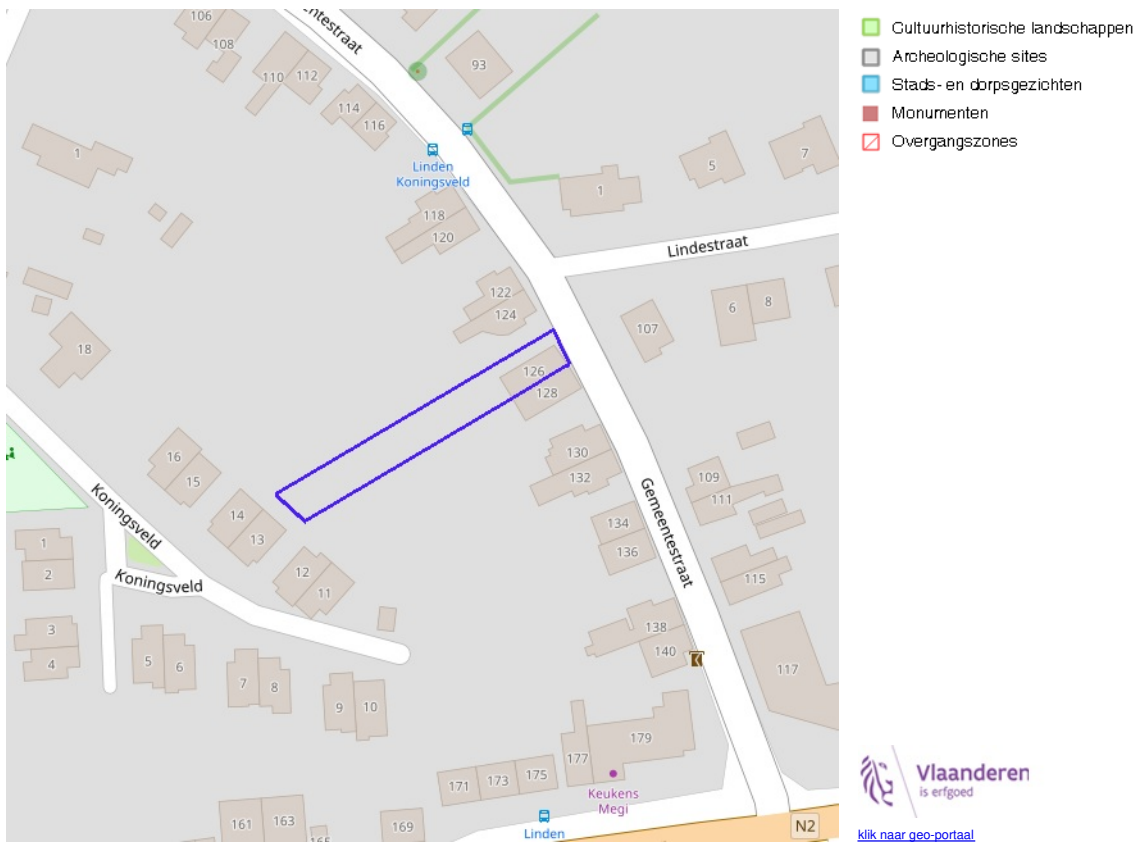 106
108
entestraat
110
112
114
116
93
Linden
Koningsveld
1
5
7
1
118
120
Lindestraat
122
124
107
6
8
18
126
128
16
15
14
13
130
132
109
111
Gemeentestraat
134
136
Koningsveld
1
2
12
11
Koningsveld
115
3
4
5
6
138
140
117
7
8
9
10
177
179
171
173
175
Keukens
Megi
161
163
165
169
Linden
N2
Cultuurhistorische landschappen
Archeologische sites
Stads- en dorpsgezichten
Monumenten
Overgangszones
Vlaanderen
is erfgoed
klik naar geo-portaal